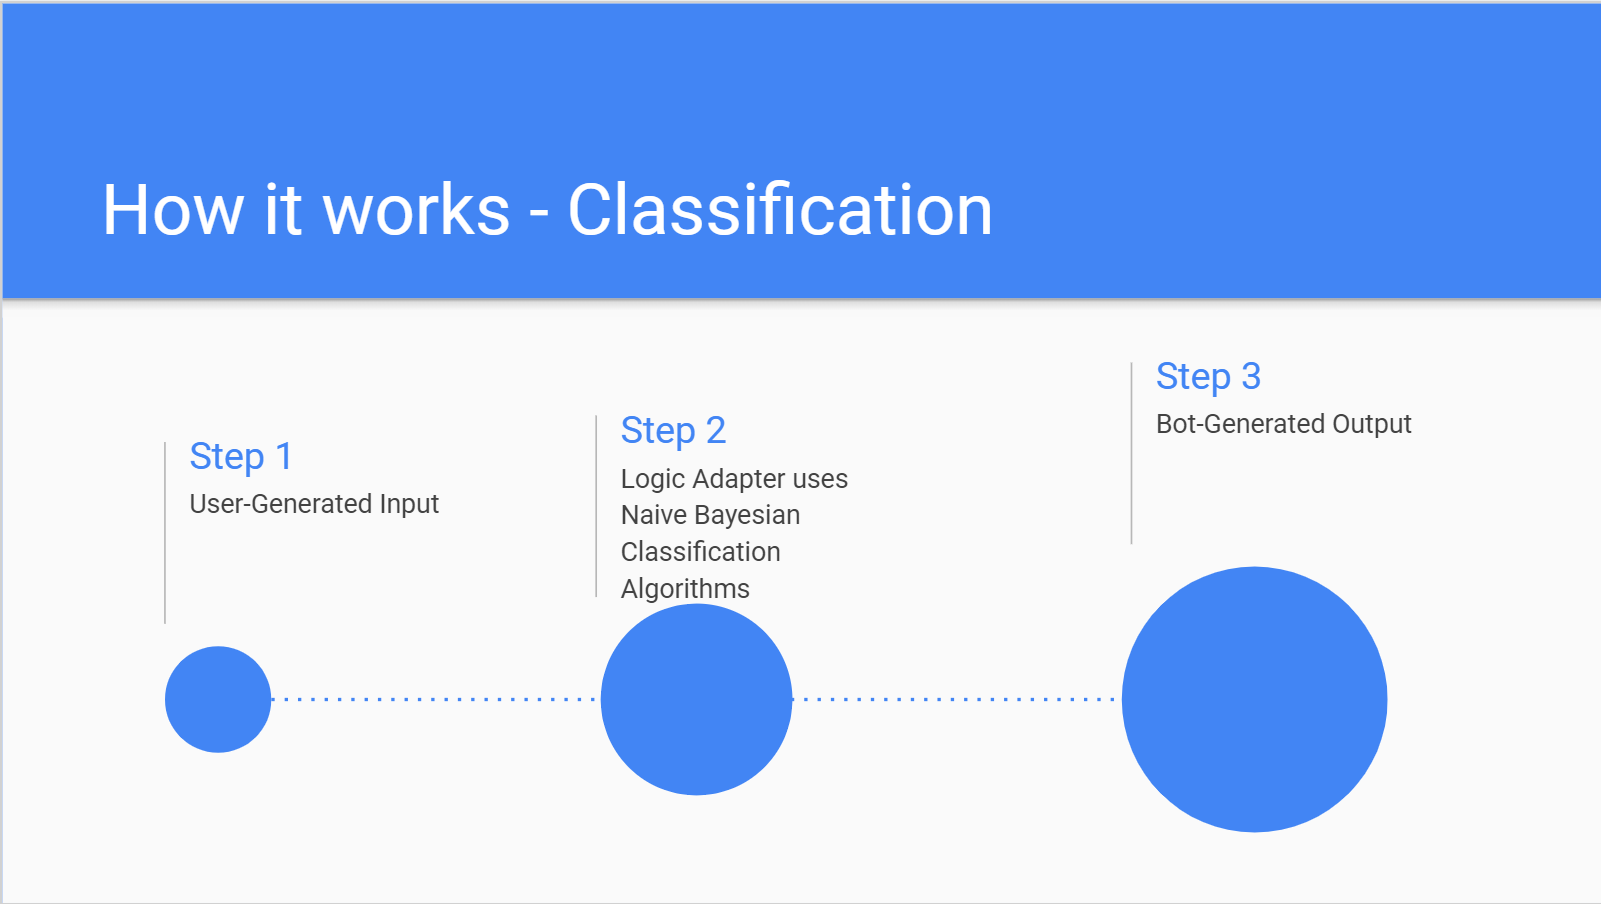 How it works - Classification
Step 1
User-Generated Input
Step 2
Logic Adapter uses
Naive Bayesian
Classification
Algorithms
Step 3
Bot-Generated Output